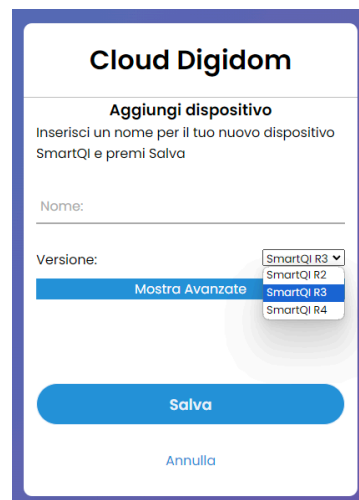 Cloud Digidom
Aggiungi dispositivo
Inserisci un nome per il tuo nuovo dispositivo
SmartQI e premi Salva
Nome:
Versione:
SmartQI R3
SmartQI R2
SmartQI R3
SmartQI R4
Mostra Avanzate
Salva
Annulla